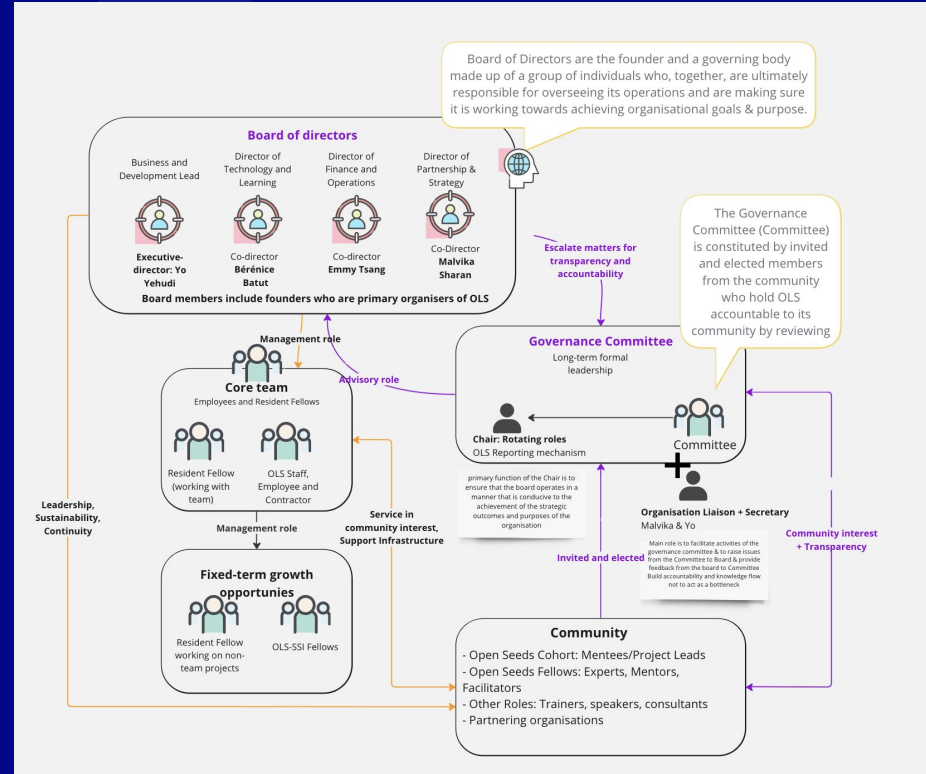 Board of Directors are the founder and a governing body
made up of a group of individuals who, together, are ultimately
responsible for overseeing its operations and are making sure
it is working towards achieving organisational goals & purpose.
Board of directors
Business and
Development Lead
Executive-
director: Yo
Yehudi
Director of
Technology and
Learning
Co-director
Bérénice
Batut
Director of
Finance and
Operations
Co-director
Emmy Tsang
Director of
Partnership &
Strategy
Co-Director
Malvika
Sharan
Board members include founders who are primary organisers of OLS
The Governance
Committee (Committee)
is constituted by invited
and elected members
from the community
who hold OLS
accountable to its
community by reviewing
Escalate matters for
transparency and
accountability
Management role
Advisory role
Governance Committee
Long-term formal
leadership
Chair: Rotating roles
OLS Reporting mechanism
Committee
Core team
Employees and Resident Fellows
Resident Fellow
(working with
team)
OLS Staff,
Employee and
Contractor
primary function of the Chair is to
ensure that the board operates in a
manner that is conducive to the
achievement of the strategic
outcomes and purposes of the
organisation
Organisation Liaison + Secretary
Malvika & Yo
Main role is to facilitate activities of the
governance committee & to raise issues
from the Committee to Board & provide
feedback from the board to Committee
Build accountability and knowledge flow
not to act as a bottleneck
Leadership,
Sustainability,
Continuity
Management role
Service in
community interest,
Support Infrastructure
Invited and elected
Community interest
+ Transparency
Fixed-term growth
opportunies
Resident Fellow
working on non-
team projects
OLS-SSI Fellows
Community
- Open Seeds Cohort: Mentees/Project Leads
- Open Seeds Fellows: Experts, Mentors,
Facilitators
- Other Roles: Trainers, speakers, consultants
- Partnering organisations